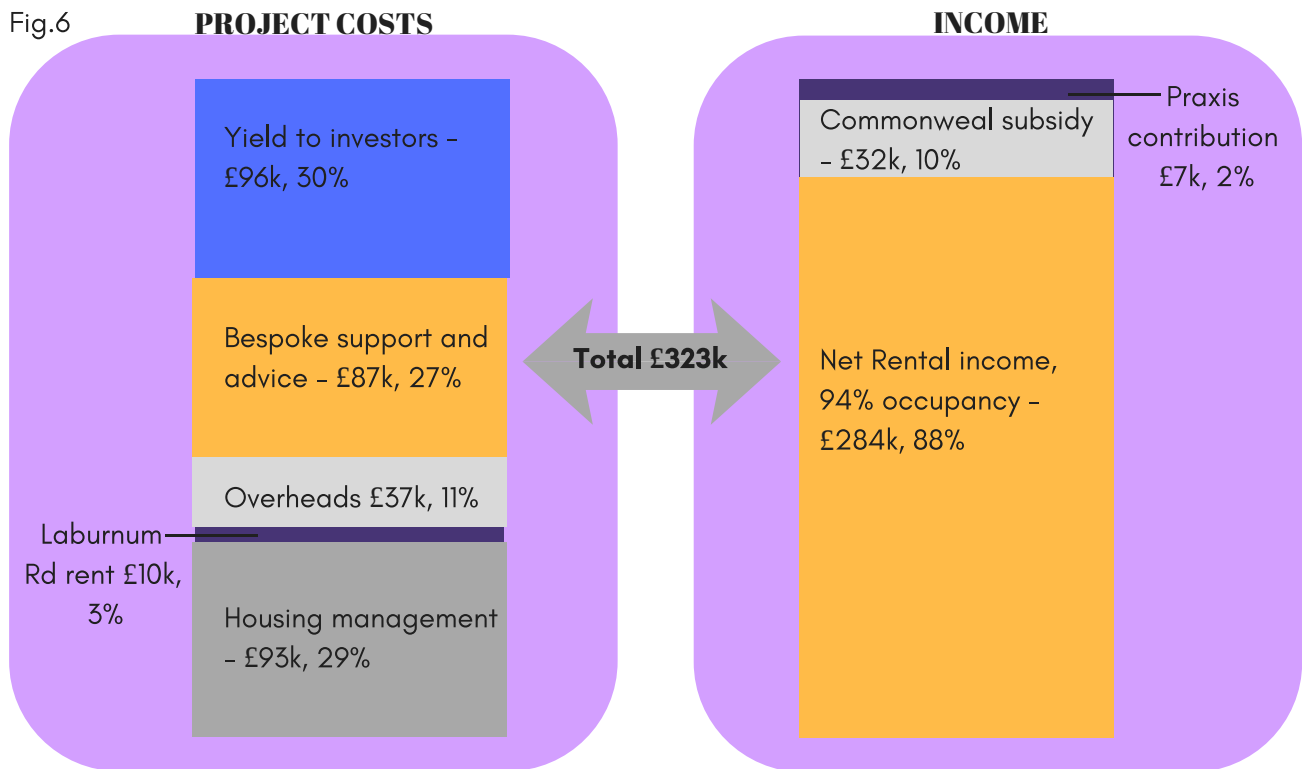 Fig.6
PROJECT COSTS
Yield to investors -
£96k, 30%
Bespoke support and
advice - £87k, 27%
Overheads £37k, 11%
Laburnum
Rd rent £10k,
3%
Housing management
- £93k, 29%
Total £323k
INCOME
Praxis
contribution
£7k, 2%
Commonweal subsidy
- £32k, 10%
Net Rental income,
94% occupancy -
£284k, 88%